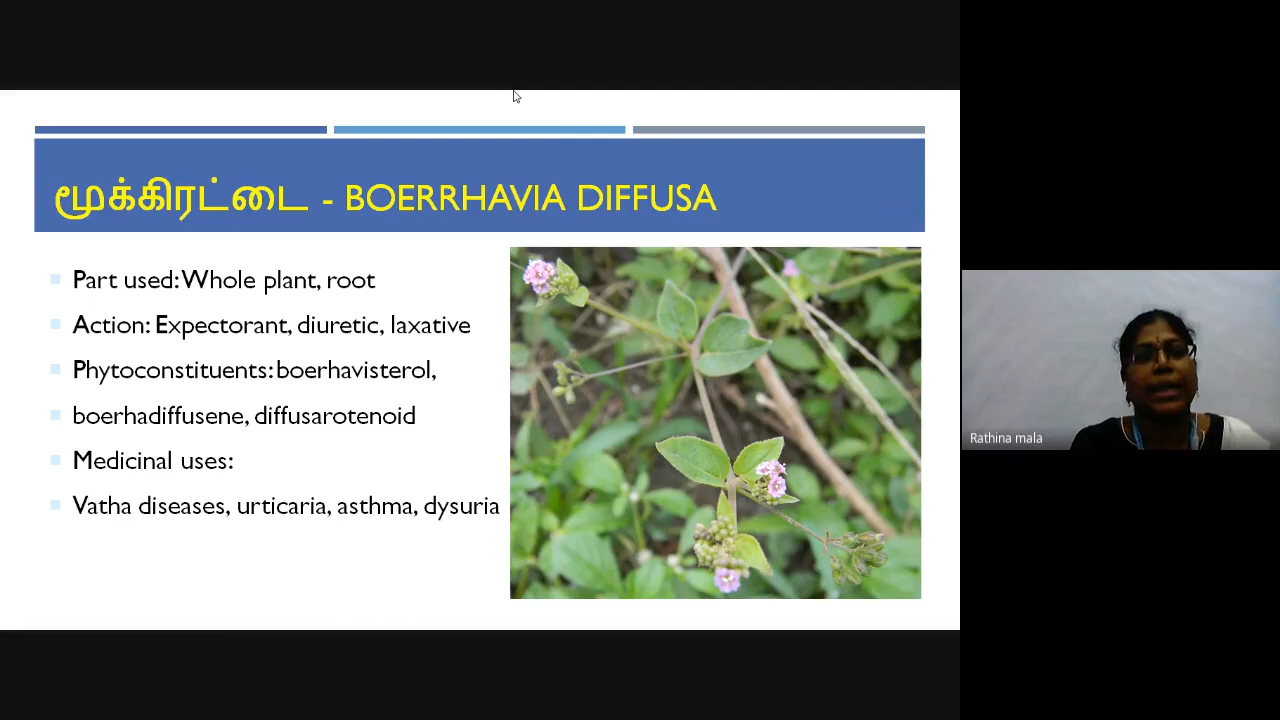 மூக்கிரட்டை - BOERRHAVIA DIFFUSA
Part used: Whole plant, root
Action: Expectorant, diuretic, laxative
Phytoconstituents: boerhavisterol,
boerhadiffusene, diffusarotenoid
Medicinal uses:
Vatha diseases, urticaria, asthma, dysuria
Rathina mala